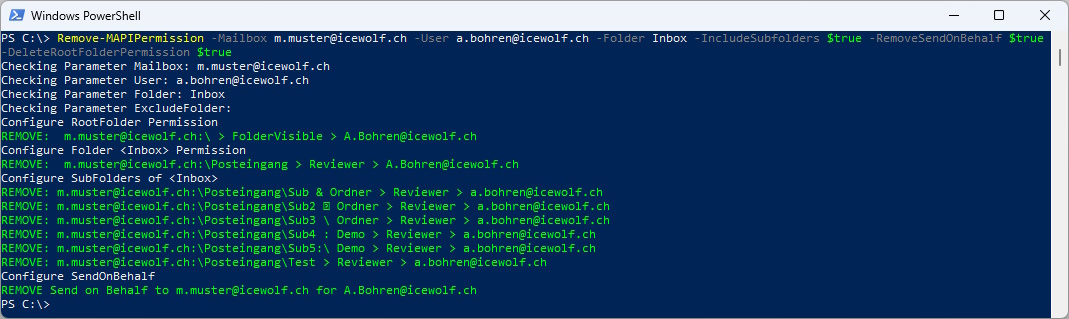 Windows PowerShell
PS C:\> Remove-MAPIPermission -Mailbox m.muster@icewolf.ch -User a.bohren@icewolf.ch -Folder Inbox -IncludeSubfolders $true -RemoveSendOnBehalf $true
-DeleteRootFolderPermission $true
Checking Parameter Mailbox: m.muster@icewolf.ch
Checking Parameter User: a.bohren@icewolf.ch
Checking Parameter Folder: Inbox
Checking Parameter ExcludeFolder:
Configure RootFolder Permission
REMOVE:  m.muster@icewolf.ch:\ > FolderVisible > A.Bohren@icewolf.ch
Configure Folder <Inbox> Permission
REMOVE:  m.muster@icewolf.ch:\Posteingang > Reviewer > A.Bohren@icewolf.ch
Configure SubFolders of <Inbox>
REMOVE: m.muster@icewolf.ch:\Posteingang\Sub & Ordner > Reviewer > a.bohren@icewolf.ch
REMOVE: m.muster@icewolf.ch:\Posteingang\Sub2  Ordner > Reviewer > a.bohren@icewolf.ch
REMOVE: m.muster@icewolf.ch:\Posteingang\Sub3 \ Ordner > Reviewer > a.bohren@icewolf.ch
REMOVE: m.muster@icewolf.ch:\Posteingang\Sub4 : Demo > Reviewer > a.bohren@icewolf.ch
REMOVE: m.muster@icewolf.ch:\Posteingang\Sub5:\ Demo > Reviewer > a.bohren@icewolf.ch
REMOVE: m.muster@icewolf.ch:\Posteingang\Test > Reviewer > a.bohren@icewolf.ch
Configure SendOnBehalf
REMOVE Send on Behalf to m.muster@icewolf.ch for A.Bohren@icewolf.ch
PS C:\>